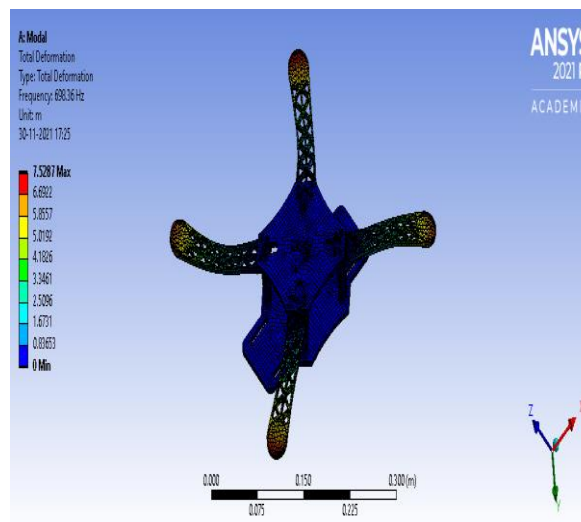 A: Modal
Total Deformation
Type: Total Deformation
Frequency: 698.36 Hz
Unit: m
30-11-2021 17:25
7.5287 Max
6.6922
5.8557
5.0192
4.1826
3.3461
2.5096
1.6731
0.83653
0 Min
ANSYS
2021
ACADEMI
0.000
0.150
0.300 (m)
0.075
0.225
Z
X
Y